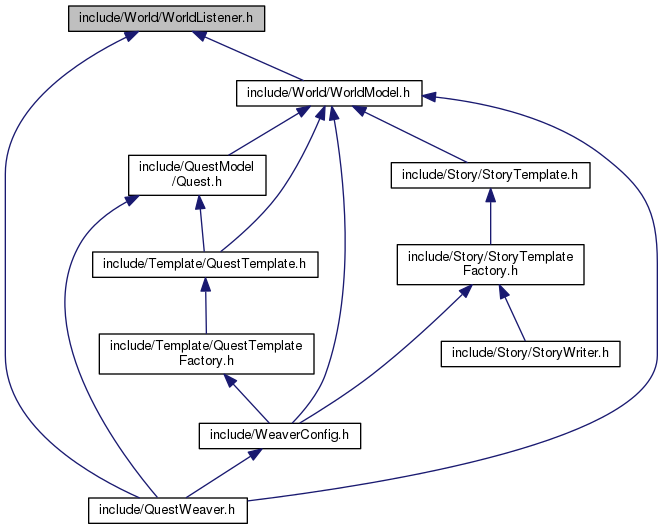 include/World/WorldListener.h
include/World/WorldModel.h
include/QuestModel
/Quest.h
include/Story/StoryTemplate.h
include/Template/QuestTemplate.h
include/Story/StoryTemplate
Factory.h
include/Template/QuestTemplate
Factory.h
include/Story/StoryWriter.h
include/WeaverConfig.h
include/QuestWeaver.h